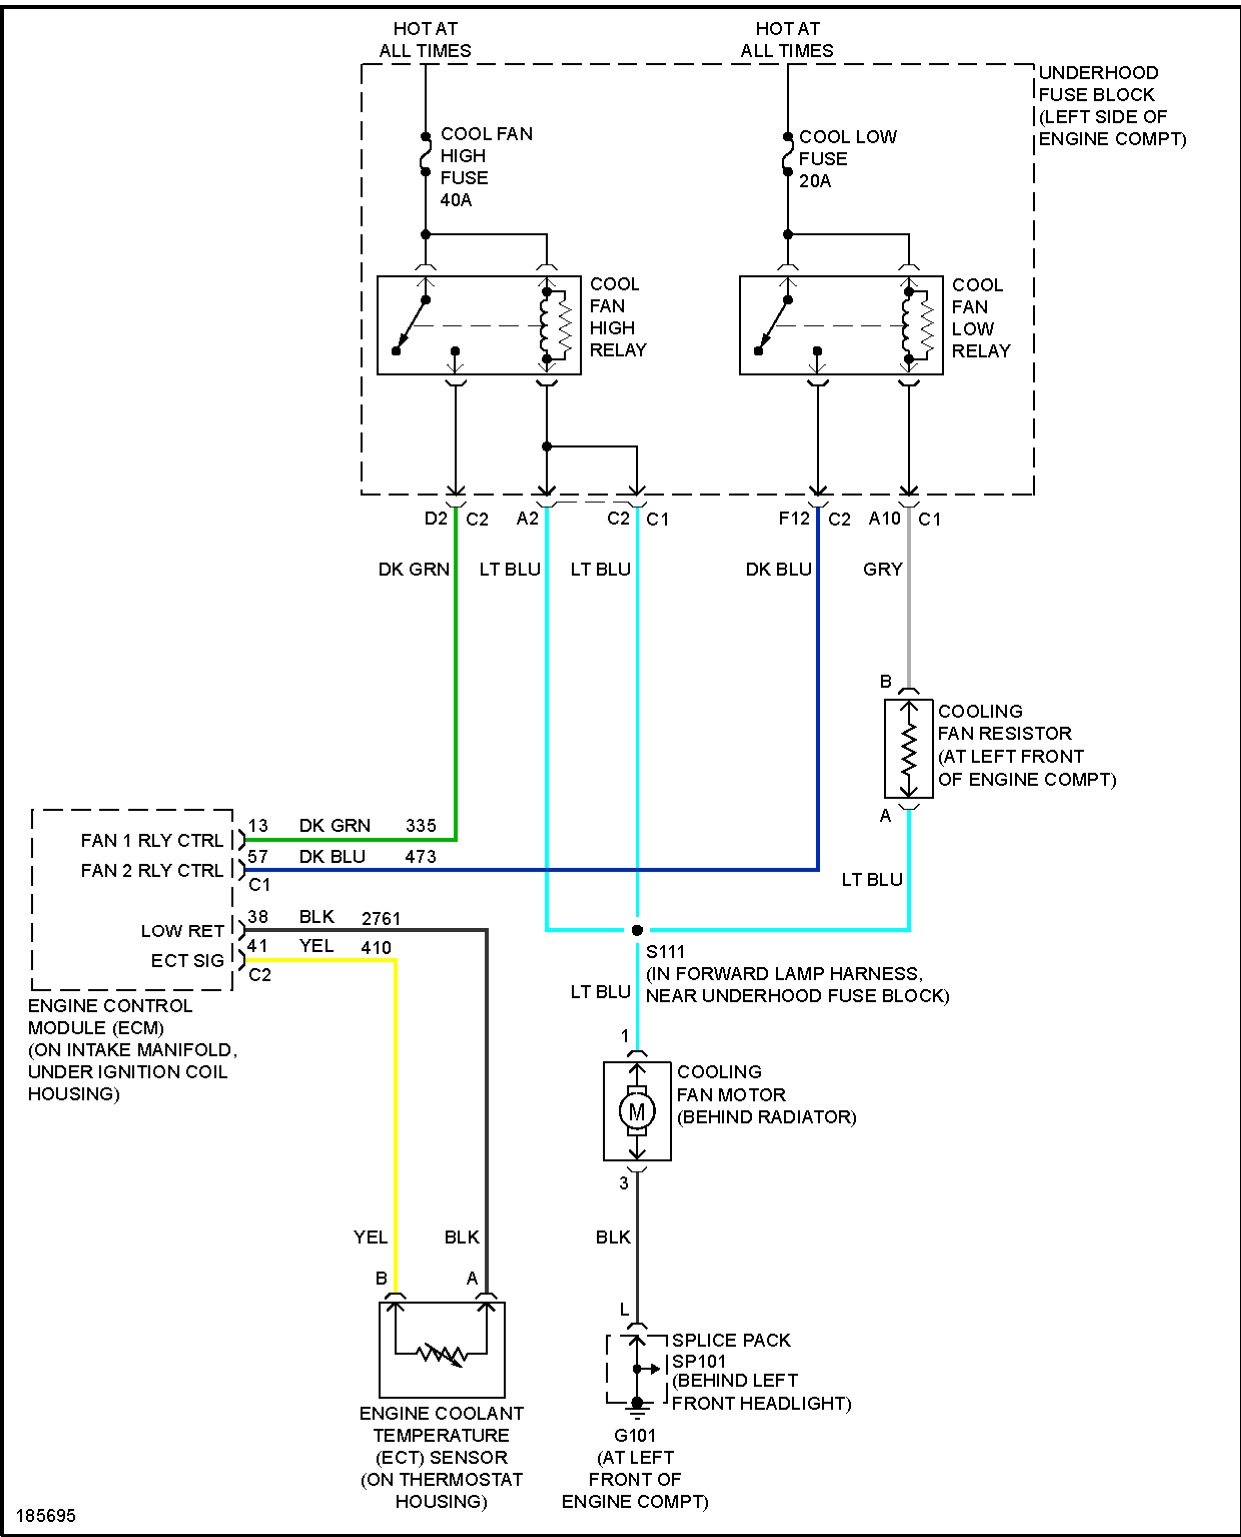 HOT AT
ALL TIMES
HOT AT
ALL TIMES
UNDERHOOD
FUSE BLOCK
(LEFT SIDE OF
ENGINE COMPT)
COOL FAN
HIGH
FUSE
40A
COOL LOW
FUSE
20A
COOL
FAN
HIGH
RELAY
COOL
FAN
LOW
RELAY
D2 C2 A2 C2 C1 F12 C2 A10 C1
DK GRN LT BLU LT BLU DK BLU GRY
B
COOLING
FAN RESISTOR
(AT LEFT FRONT
OF ENGINE COMPT)
A
LT BLU
FAN 1 RLY CTRL 13 DK GRN 335
FAN 2 RLY CTRL 57 DK BLU 473
C1
LOW RET 38 BLK 2761
ECT SIG 41 YEL 410
C2
ENGINE CONTROL
MODULE (ECM)
(ON INTAKE MANIFOLD,
UNDER IGNITION COIL
HOUSING)
S111
(IN FORWARD LAMP HARNESS,
NEAR UNDERHOOD FUSE BLOCK)
LT BLU
1
COOLING
FAN MOTOR
(BEHIND RADIATOR)
M
3
BLK
YEL BLK
B A
ENGINE COOLANT
TEMPERATURE
(ECT) SENSOR
(ON THERMOSTAT
HOUSING)
L
SPLICE PACK
SP101
(BEHIND LEFT
FRONT HEADLIGHT)
G101
(AT LEFT
FRONT OF
ENGINE COMPT)
185695